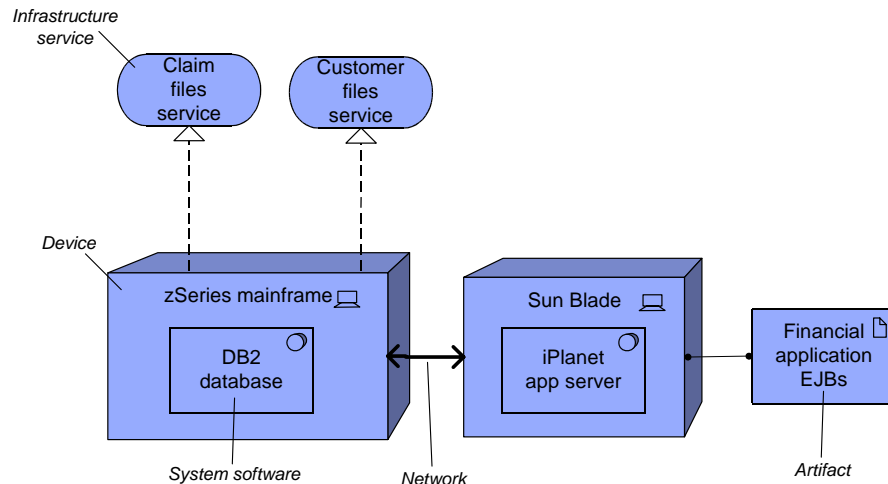 Infrastructure
service
Claim
files
service
Customer
files
service
Device
zSeries mainframe
Sun Blade
DB2
database
iPlanet
app server
Financial
application
EJBs
System software
Network
Artifact